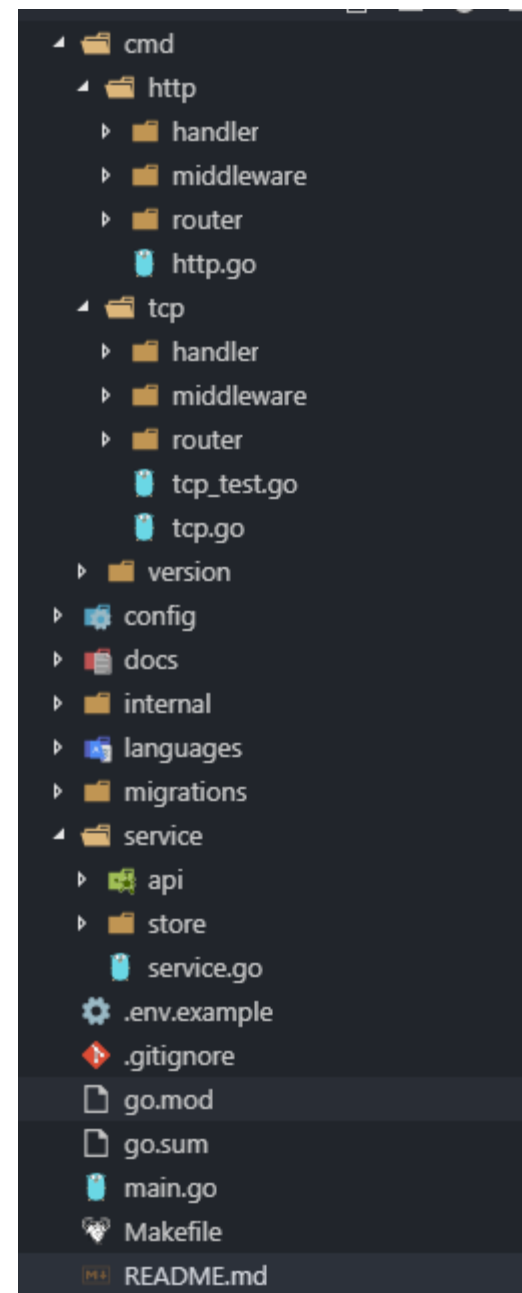 cmd
http
handler
middleware
router
http.go
tcp
handler
middleware
router
tcp_test.go
tcp.go
version
config
docs
internal
languages
migrations
service
api
store
service.go
.env.example
.gitignore
go.mod
go.sum
main.go
Makefile
README.md